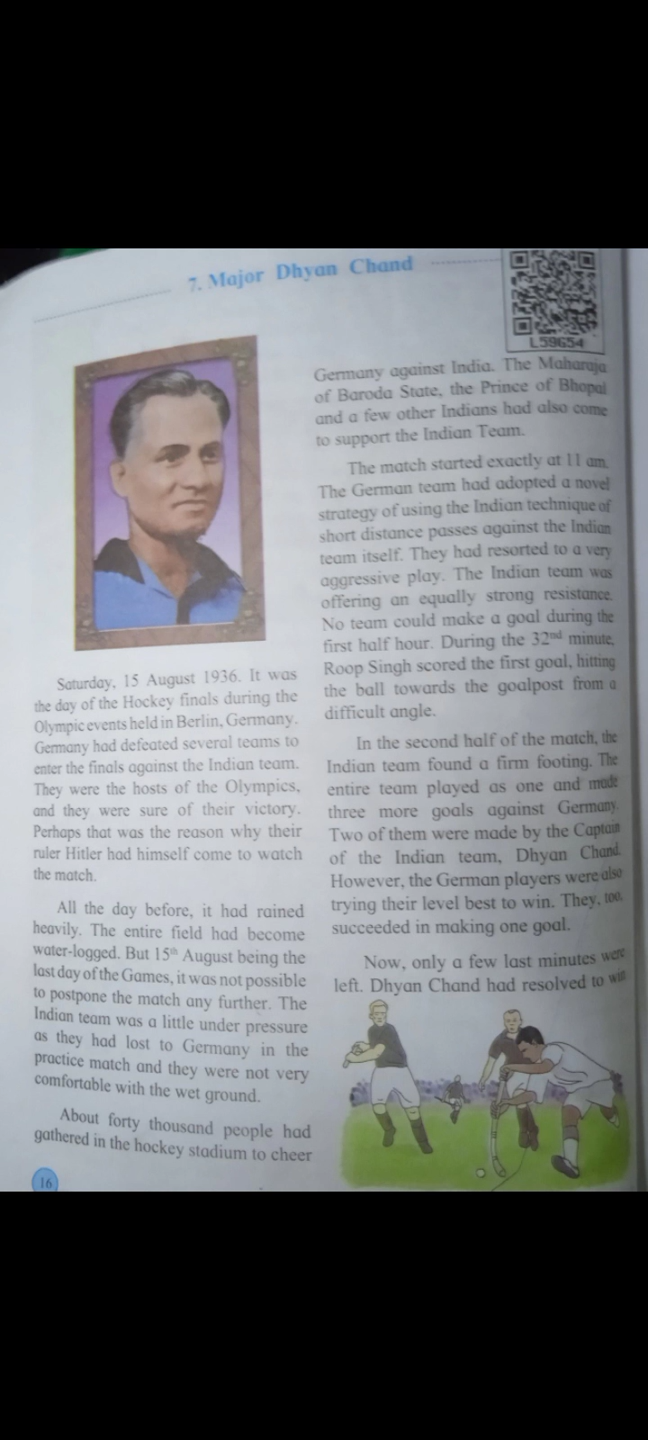 7. Major Dhyan Chand
L59G54
Saturday, 15 August 1936. It was
the day of the Hockey finals during the
Olympic events held in Berlin, Germany.
Germany had defeated several teams to
enter the finals against the Indian team.
They were the hosts of the Olympics,
and they were sure of their victory.
Perhaps that was the reason why their
ruler Hitler had himself come to watch
the match.
All the day before, it had rained
heavily. The entire field had become
water-logged. But 15th August being the
last day of the Games, it was not possible
to postpone the match any further. The
Indian team was a little under pressure
as they had lost to Germany in the
practice match and they were not very
comfortable with the wet ground.
About forty thousand people had
gathered in the hockey stadium to cheer
Germany against India. The Maharaja
of Baroda State, the Prince of Bhopal
and a few other Indians had also come
to support the Indian Team.
The match started exactly at 11 am.
The German team had adopted a novel
strategy of using the Indian technique of
short distance passes against the Indian
team itself. They had resorted to a very
aggressive play. The Indian team was
offering an equally strong resistance.
No team could make a goal during the
first half hour. During the 32nd minute,
Roop Singh scored the first goal, hitting
the ball towards the goalpost from a
difficult angle.
In the second half of the match, the
Indian team found a firm footing. The
entire team played as one and made
three more goals against Germany.
Two of them were made by the Captain
of the Indian team, Dhyan Chand.
However, the German players were also
trying their level best to win. They, too,
succeeded in making one goal.
Now, only a few last minutes were
left. Dhyan Chand had resolved to win
16